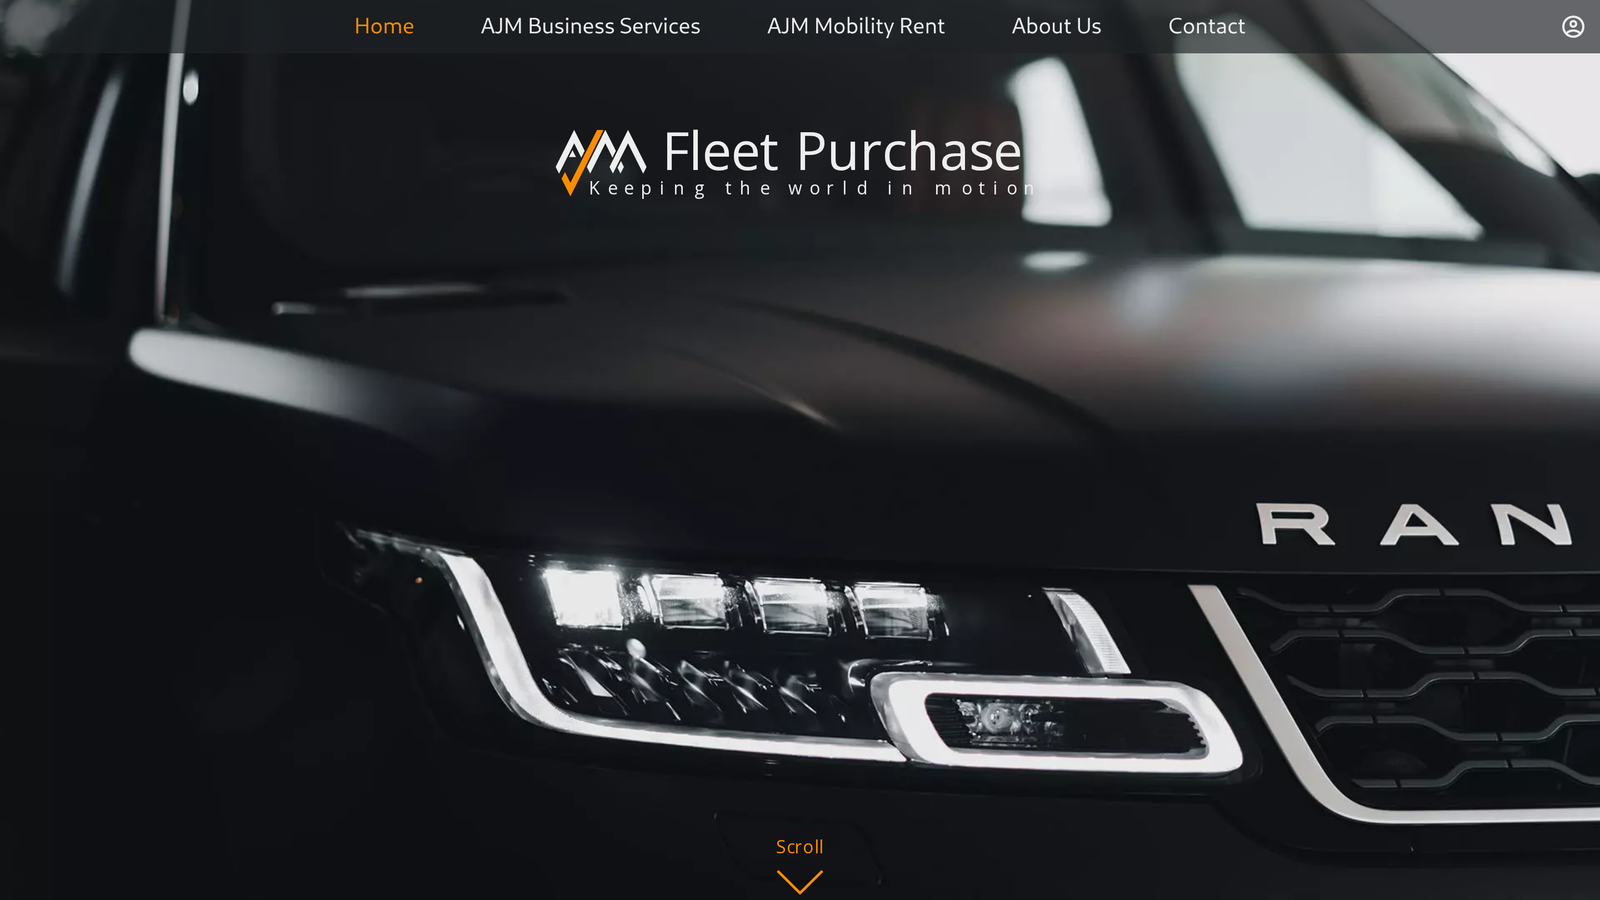 Home
AJM Business Services
AJM Mobility Rent
About Us
Contact
AJM Fleet Purchase
Keeping the world in motion
RAN
Scroll